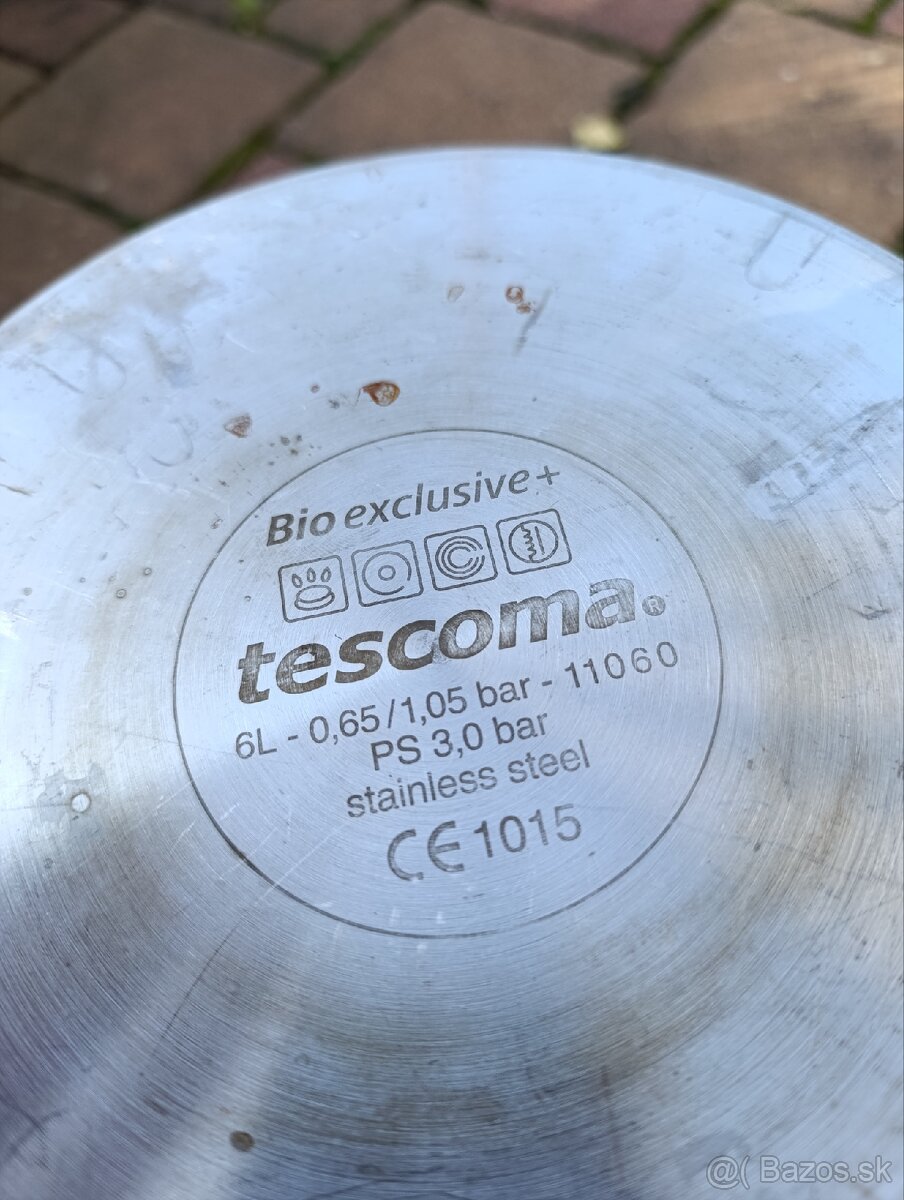 Bio exclusive+
tescoma.®
6L - 0,65/1,05 bar - 11060
PS 3,0 bar
stainless steel
CE 1015
@( Bazos.sk